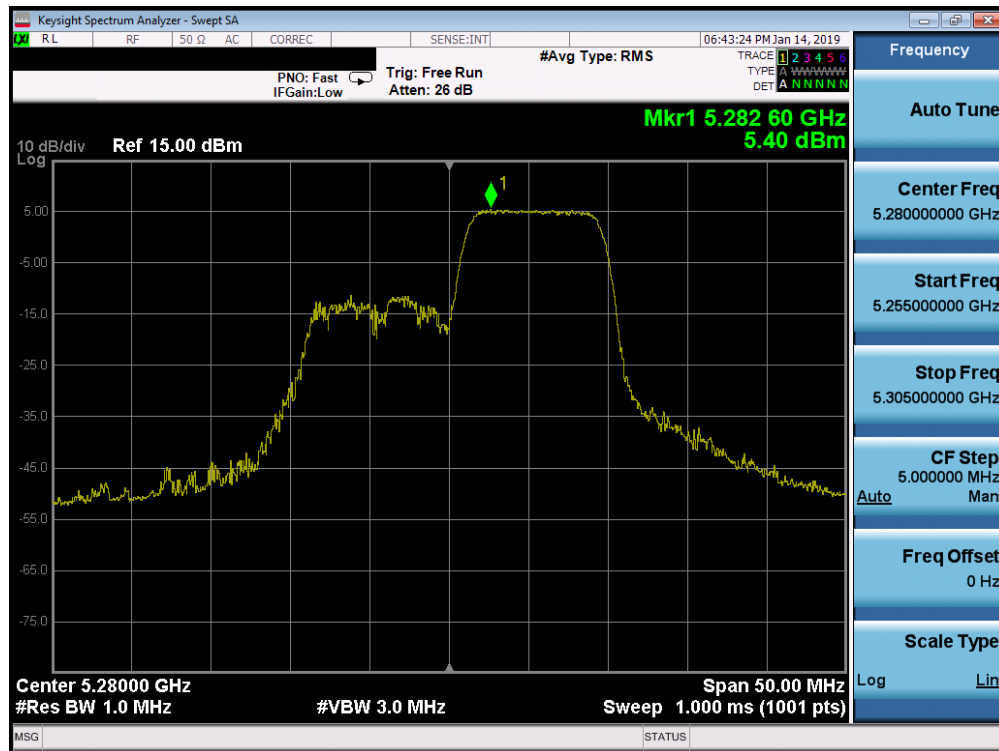 Keysight Spectrum Analyzer - Swept SA
LXI RL RF 50 Ω AC CORREC SENSE:INT 06:43:24 PM Jan 14, 2019
#Avg Type: RMS TRACE 1 2 3 4 5 6
PNO: Fast Trig: Free Run TYPE A WWWWWW
IFGain:Low Atten: 26 dB DET A N N N N N
Mkr1 5.282 60 GHz
5.40 dBm
10 dB/div Ref 15.00 dBm
Log
1
5.00
-5.00
-15.0
-25.0
-35.0
-45.0
-55.0
-65.0
-75.0
Center 5.28000 GHz Span 50.00 MHz
#Res BW 1.0 MHz #VBW 3.0 MHz Sweep 1.000 ms (1001 pts)
MSG STATUS
Frequency
Auto Tune
Center Freq
5.280000000 GHz
Start Freq
5.255000000 GHz
Stop Freq
5.305000000 GHz
CF Step
5.000000 MHz
Auto Man
Freq Offset
0 Hz
Scale Type
Log Lin